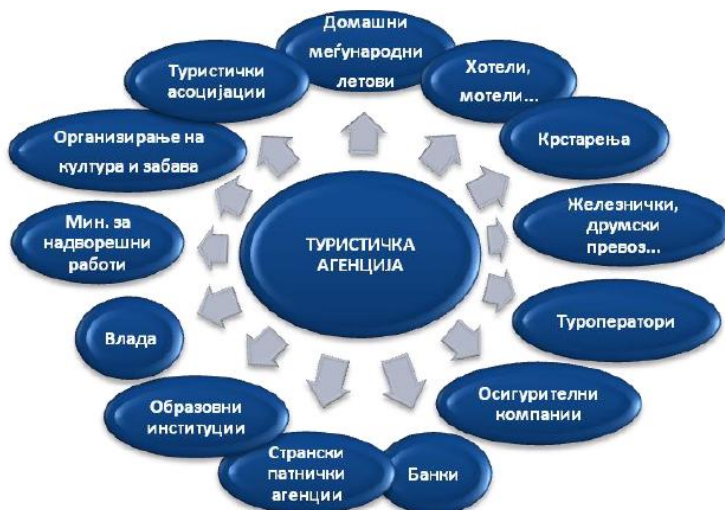 Домашни
меѓународни
летови
Хотели,
мотели...
Крстарења
Железнички,
друмски
превоз...
Туроператори
Осигурителни
компании
Банки
Странски
патнички
агенции
Образовни
институции
Влада
Мин. за
надворешни
работи
Организирање на
култура и забава
Туристички
асоцијации
ТУРИСТИЧКА
АГЕНЦИЈА